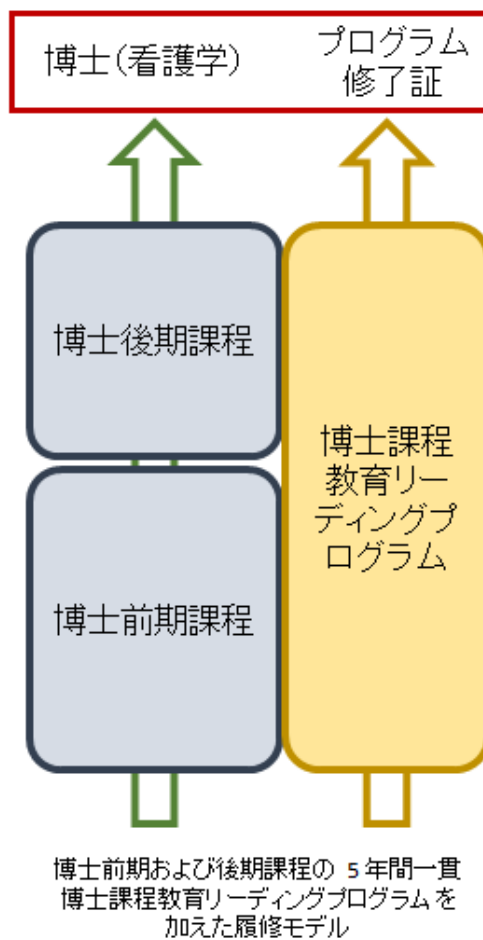 博士(看護学)
プログラム
修了証
博士後期課程
博士前期課程
博士課程
教育リー
ディングプ
ログラム
博士前期および後期課程の 5年間一貫
博士課程教育リーディングプログラムを
加えた履修モデル